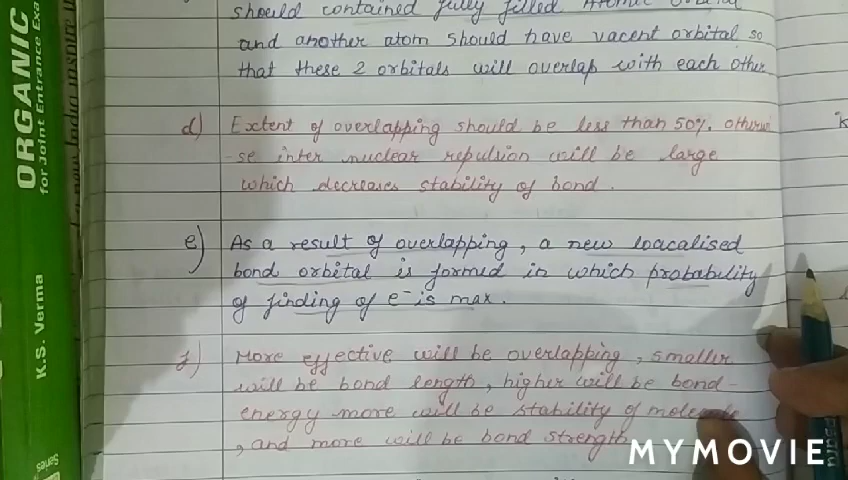 should contained fully filled Atomic orbital
and another atom should have vacent orbital so
that these 2 orbitals will overlap with each other
d) Extent of overlapping should be less than 50%. otherwi
-se inter nuclear repulsion will be large
which decreases stability of bond.
e) As a result of overlapping, a new loacalised
bond orbital is formed in which probability
of finding of e⁻ is max.
f) More effective will be overlapping, smaller
will be bond length, higher will be bond-
energy more will be stability of molecule
, and more will be bond strength
MYMOVIE
ORGANIC
for Joint Entrance Exa
K.S. Verma
Series